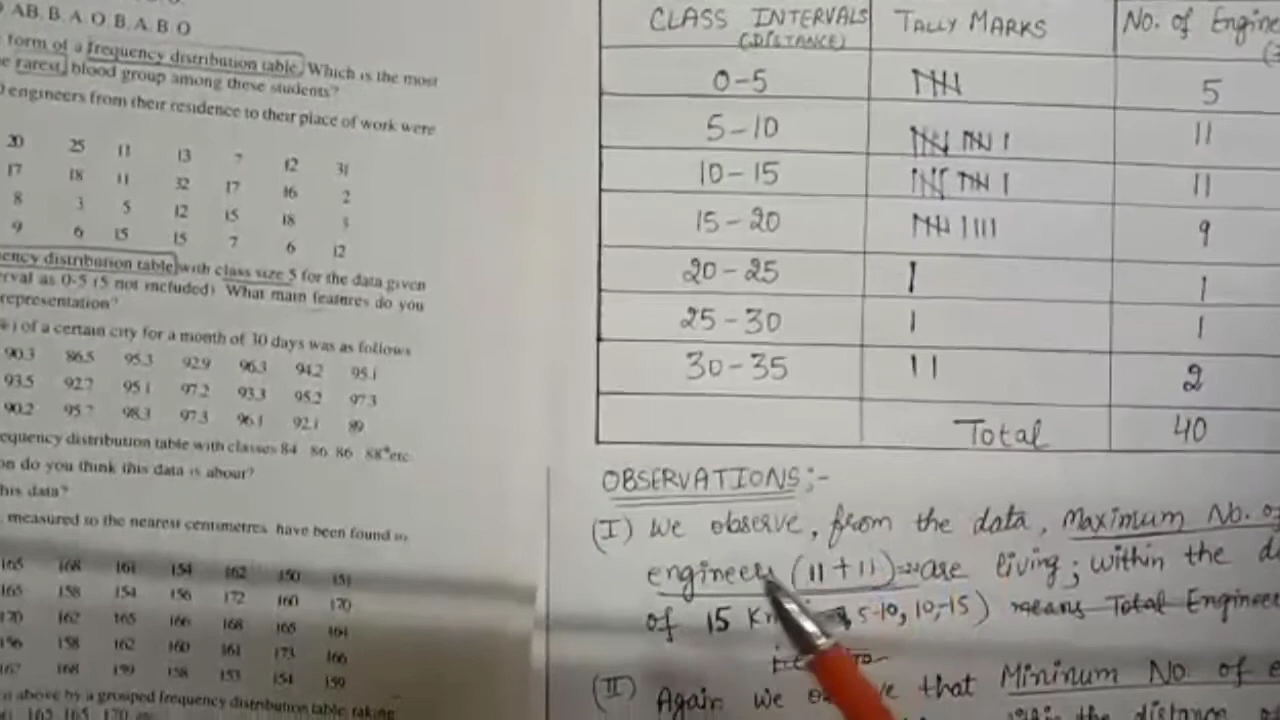 AB, B, A, O, B, A, B, O
form of a frequency distribution table. Which is the most
rarest, blood group among these students?
engineers from their residence to their place of work were
20 25 11 13 7 12 31
17 18 11 32 17 16 2
8 3 5 12 15 18 3
9 6 15 15 7 6 12
distribution table with class size 5 for the data given
as 0-5 (5 not included). What main features do you
representation?
of a certain city for a month of 30 days was as follows
90.3 86.5 95.3 92.9 96.3 94.2 95.1
93.5 92.7 95.1 97.2 93.3 95.2 97.3
90.2 95.7 98.3 97.3 96.1 92.1 89
frequency distribution table with classes 84 86, 86 88 etc
do you think this data is about?
this data?
measured to the nearest centimetres, have been found to
165 168 161 154 162 150 151
165 158 154 156 172 160 170
170 162 165 166 168 165 164
156 158 162 160 161 173 166
167 168 159 158 153 154 159
above by a grouped frequency distribution table, taking
165, 165 170, etc
CLASS INTERVALS (DISTANCE) TALLY MARKS No. of
0-5 5
5-10 11
10-15 11
15-20 9
20-25 1
25-30 1
30-35 2
Total 40
OBSERVATIONS:-
(I) We observe, from the data, Maximum No. of
engineers (11+11) are living; within the
of 15 5-10, 10-15) means Total
(II) Again we that Mininum No. of
the distance